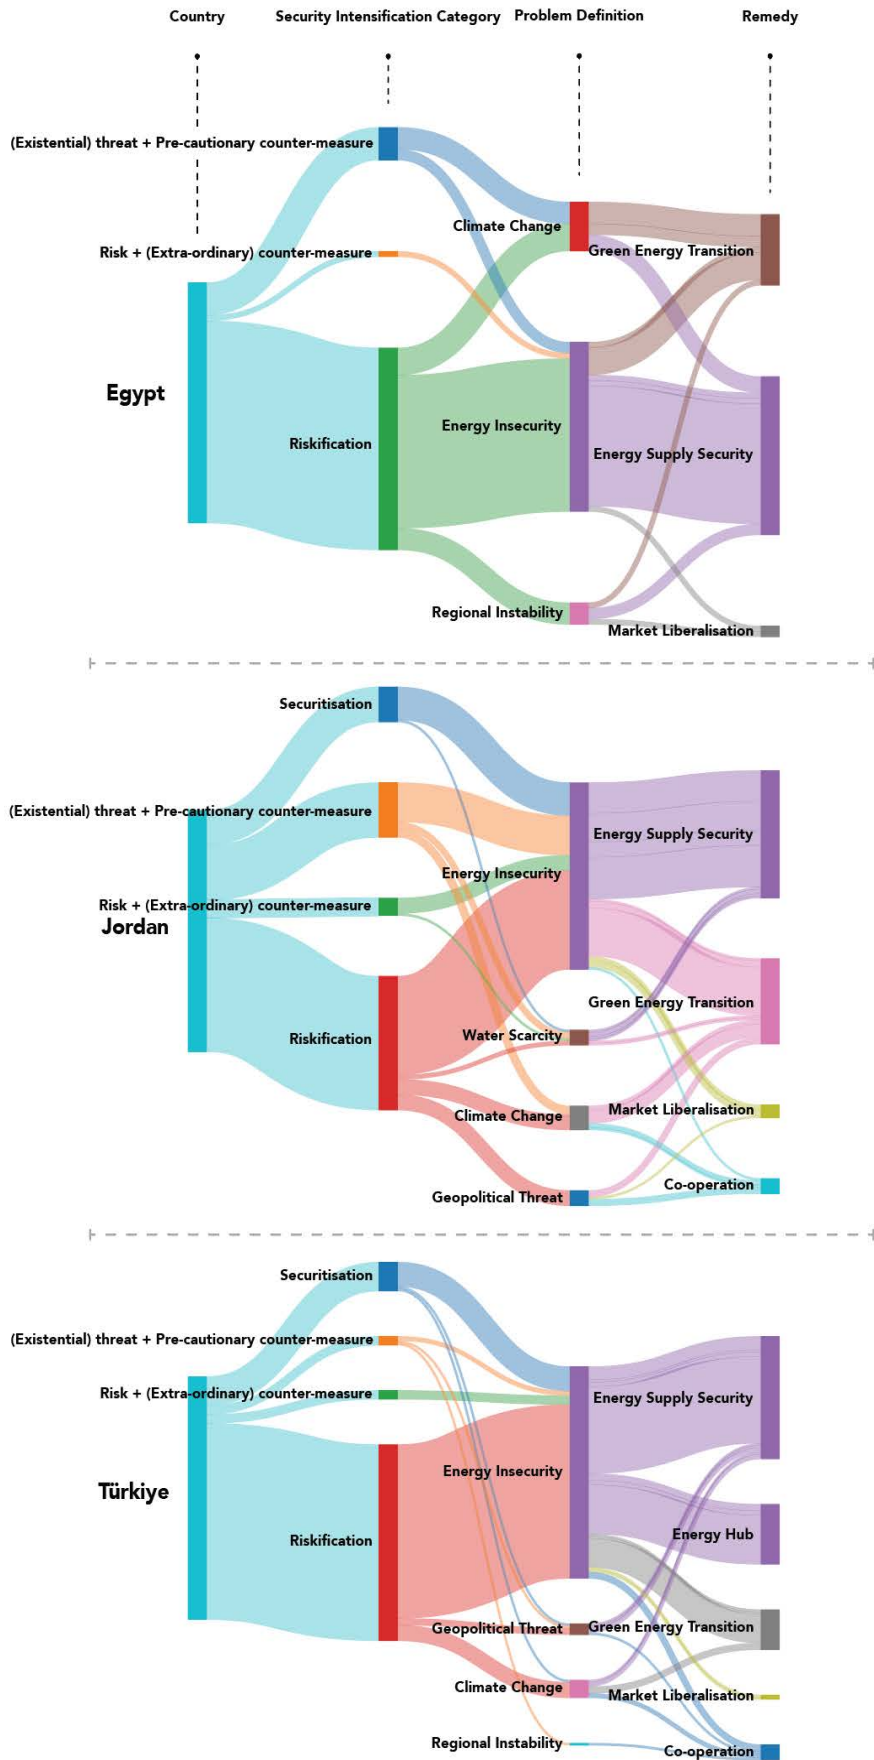 Country
Security Intensification Category
Problem Definition
Remedy
(Existential) threat + Pre-cautionary counter-measure
Climate Change
Risk + (Extra-ordinary) counter-measure
Green Energy Transition
Egypt
Riskification
Energy Insecurity
Energy Supply Security
Regional Instability
Market Liberalisation
Securitisation
(Existential) threat + Pre-cautionary counter-measure
Energy Supply Security
Energy Insecurity
Risk + (Extra-ordinary) counter-measure
Jordan
Green Energy Transition
Riskification
Water Scarcity
Climate Change
Market Liberalisation
Geopolitical Threat
Co-operation
Securitisation
(Existential) threat + Pre-cautionary counter-measure
Risk + (Extra-ordinary) counter-measure
Energy Supply Security
Energy Insecurity
Türkiye
Riskification
Energy Hub
Geopolitical Threat
Green Energy Transition
Climate Change
Market Liberalisation
Regional Instability
Co-operation